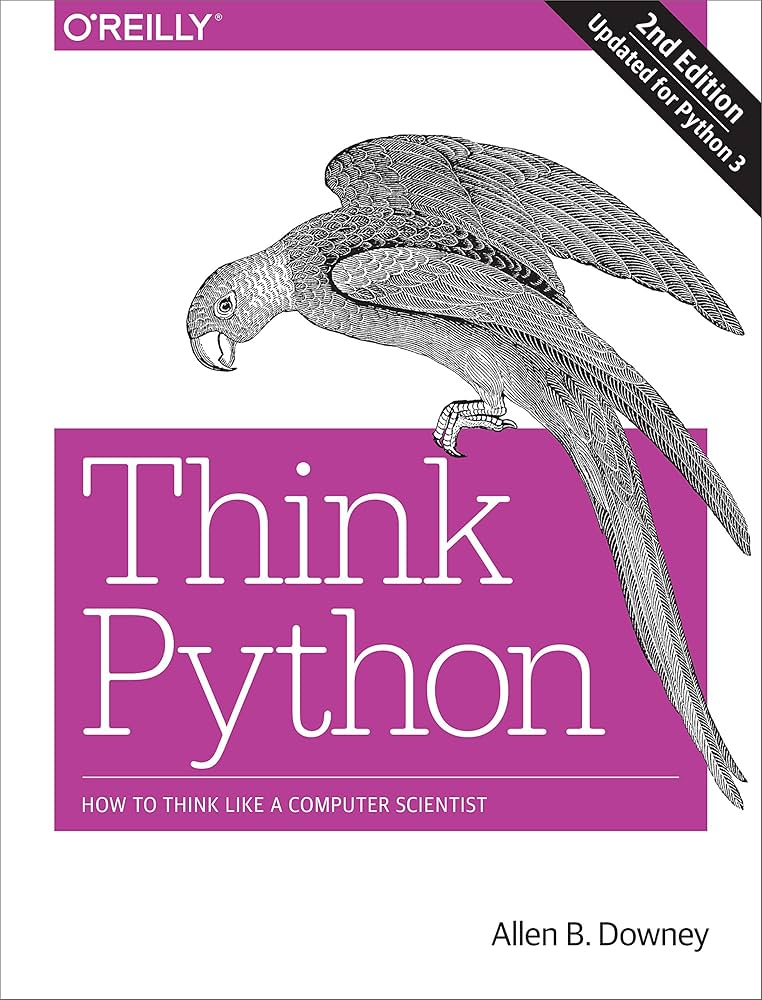 O'REILLY®
2nd Edition
Updated for Python 3
Think
Python
HOW TO THINK LIKE A COMPUTER SCIENTIST
Allen B. Downey